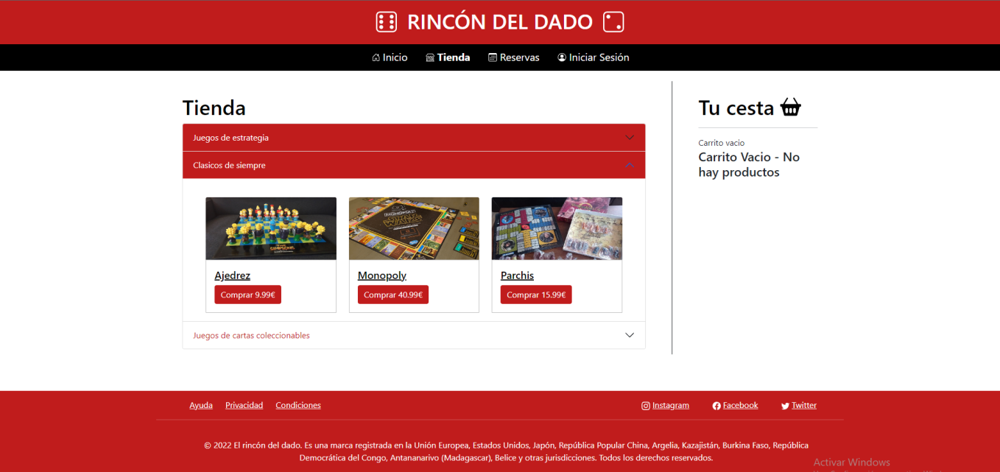 RINCÓN DEL DADO
Inicio Tienda Reservas Iniciar Sesión
Tienda
Juegos de estrategia
Clasicos de siempre
MONOPOLY
STAR WARS
Ajedrez
Comprar 9.99€
Monopoly
Comprar 40.99€
Parchis
Comprar 15.99€
Juegos de cartas coleccionables
Tu cesta
Carrito vacio
Carrito Vacio - No
hay productos
Ayuda Privacidad Condiciones
Instagram Facebook Twitter
© 2022 El rincón del dado. Es una marca registrada en la Unión Europea, Estados Unidos, Japón, República Popular China, Argelia, Kazajistán, Burkina Faso, República
Democrática del Congo, Antananarivo (Madagascar), Belice y otras jurisdicciones. Todos los derechos reservados.
Activar Windows